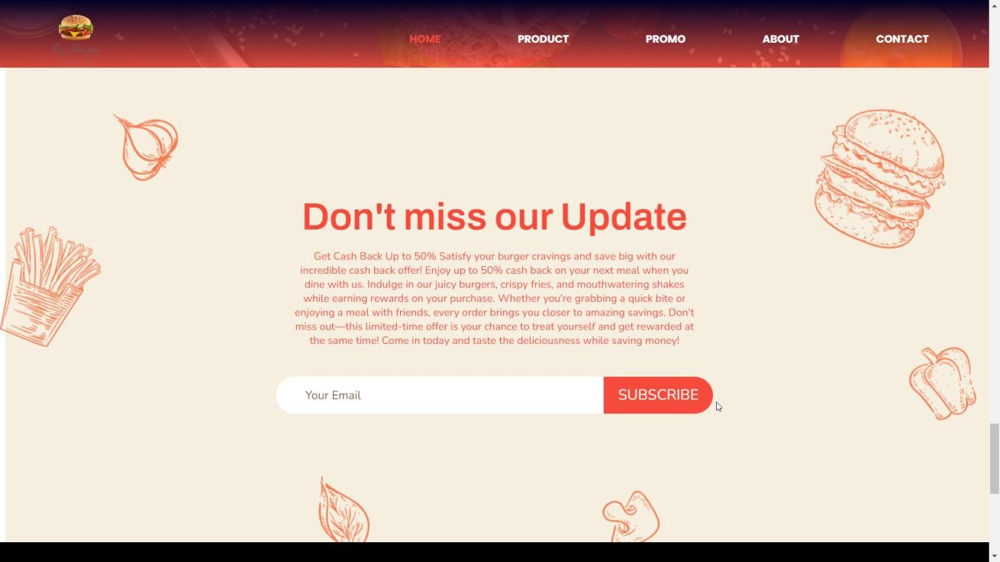 HOME PRODUCT PROMO ABOUT CONTACT
Don't miss our Update
Get Cash Back Up to 50% Satisfy your burger cravings and save big with our
incredible cash back offer! Enjoy up to 50% cash back on your next meal when you
dine with us. Indulge in our juicy burgers, crispy fries, and mouthwatering shakes
while earning rewards on your purchase. Whether you're grabbing a quick bite or
enjoying a meal with friends, every order brings you closer to amazing savings. Don't
miss out—this limited-time offer is your chance to treat yourself and get rewarded at
the same time! Come in today and taste the deliciousness while saving money!
Your Email SUBSCRIBE